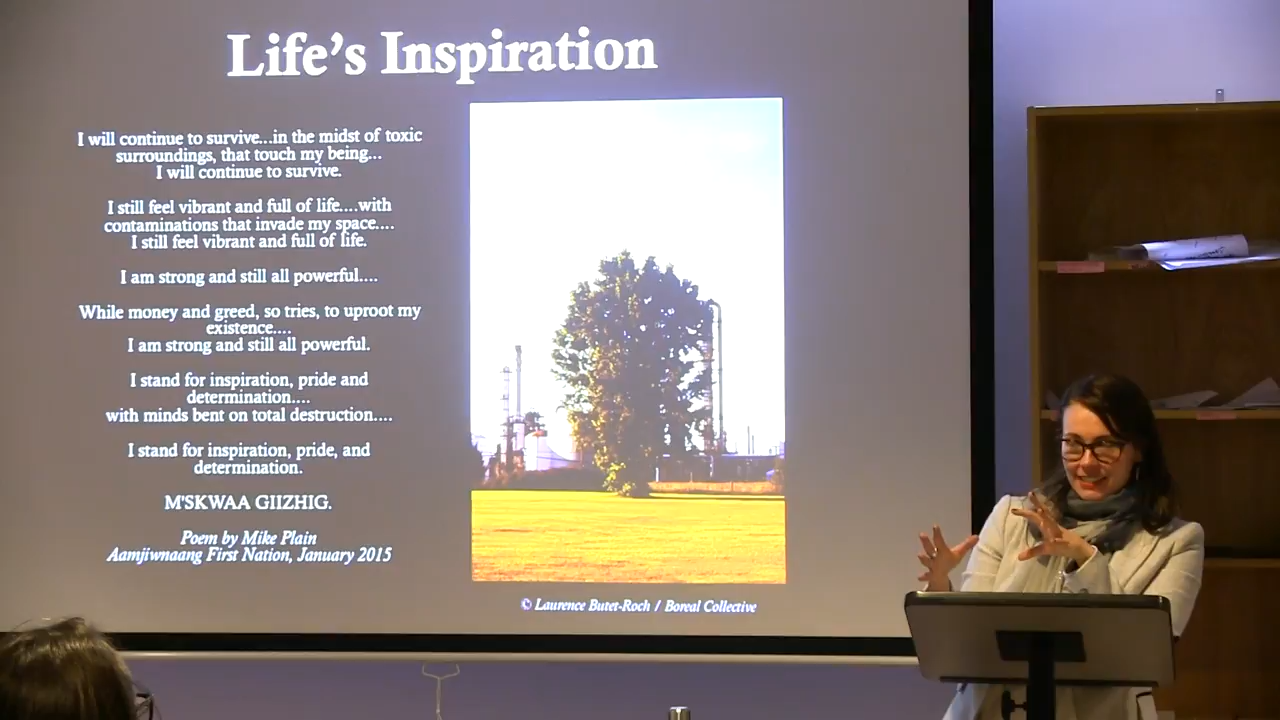 Life's Inspiration
I will continue to survive...in the midst of toxic
surroundings, that touch my being...
I will continue to survive.
I still feel vibrant and full of life....with
contaminations that invade my space....
I still feel vibrant and full of life.
I am strong and still all powerful....
While money and greed, so tries, to uproot my
existence....
I am strong and still all powerful.
I stand for inspiration, pride and
determination....
with minds bent on total destruction....
I stand for inspiration, pride, and
determination.
M'SKWAA GIIZHIG.
Poem by Mike Plain
Aamjiwnaang First Nation, January 2015
© Laurence Butet-Roch / Boreal Collective